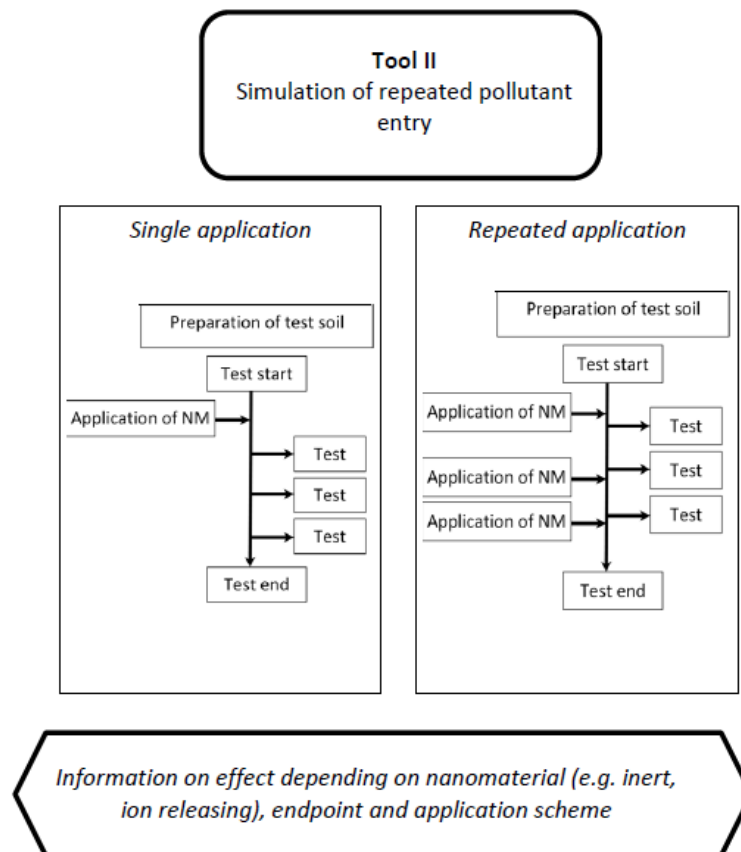 Tool II
Simulation of repeated pollutant
entry
Single application
Preparation of test soil
Test start
Application of NM
Test
Test
Test
Test end
Repeated application
Preparation of test soil
Test start
Application of NM
Test
Test
Application of NM
Test
Application of NM
Test end
Information on effect depending on nanomaterial (e.g. inert,
ion releasing), endpoint and application scheme